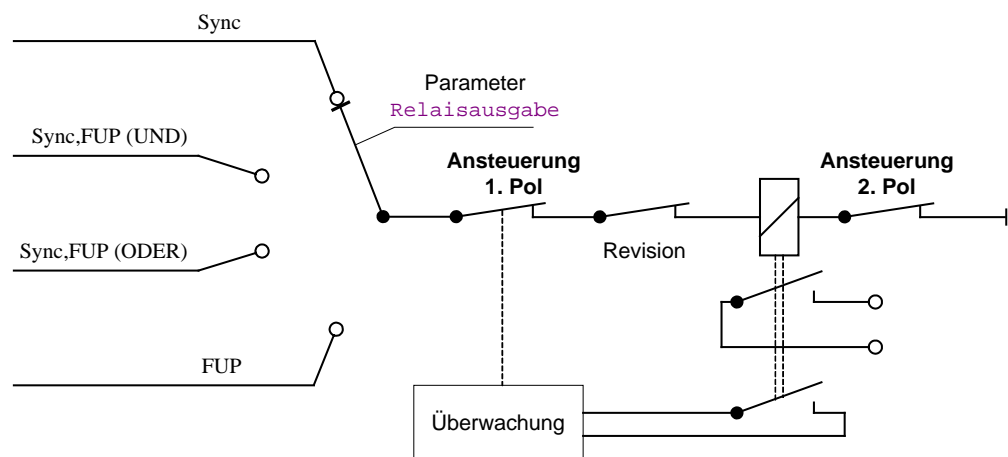 Sync
Parameter
Relaisausgabe
Sync,FUP (UND)
Ansteuerung
1. Pol
Ansteuerung
2. Pol
Sync,FUP (ODER)
Revision
FUP
Überwachung